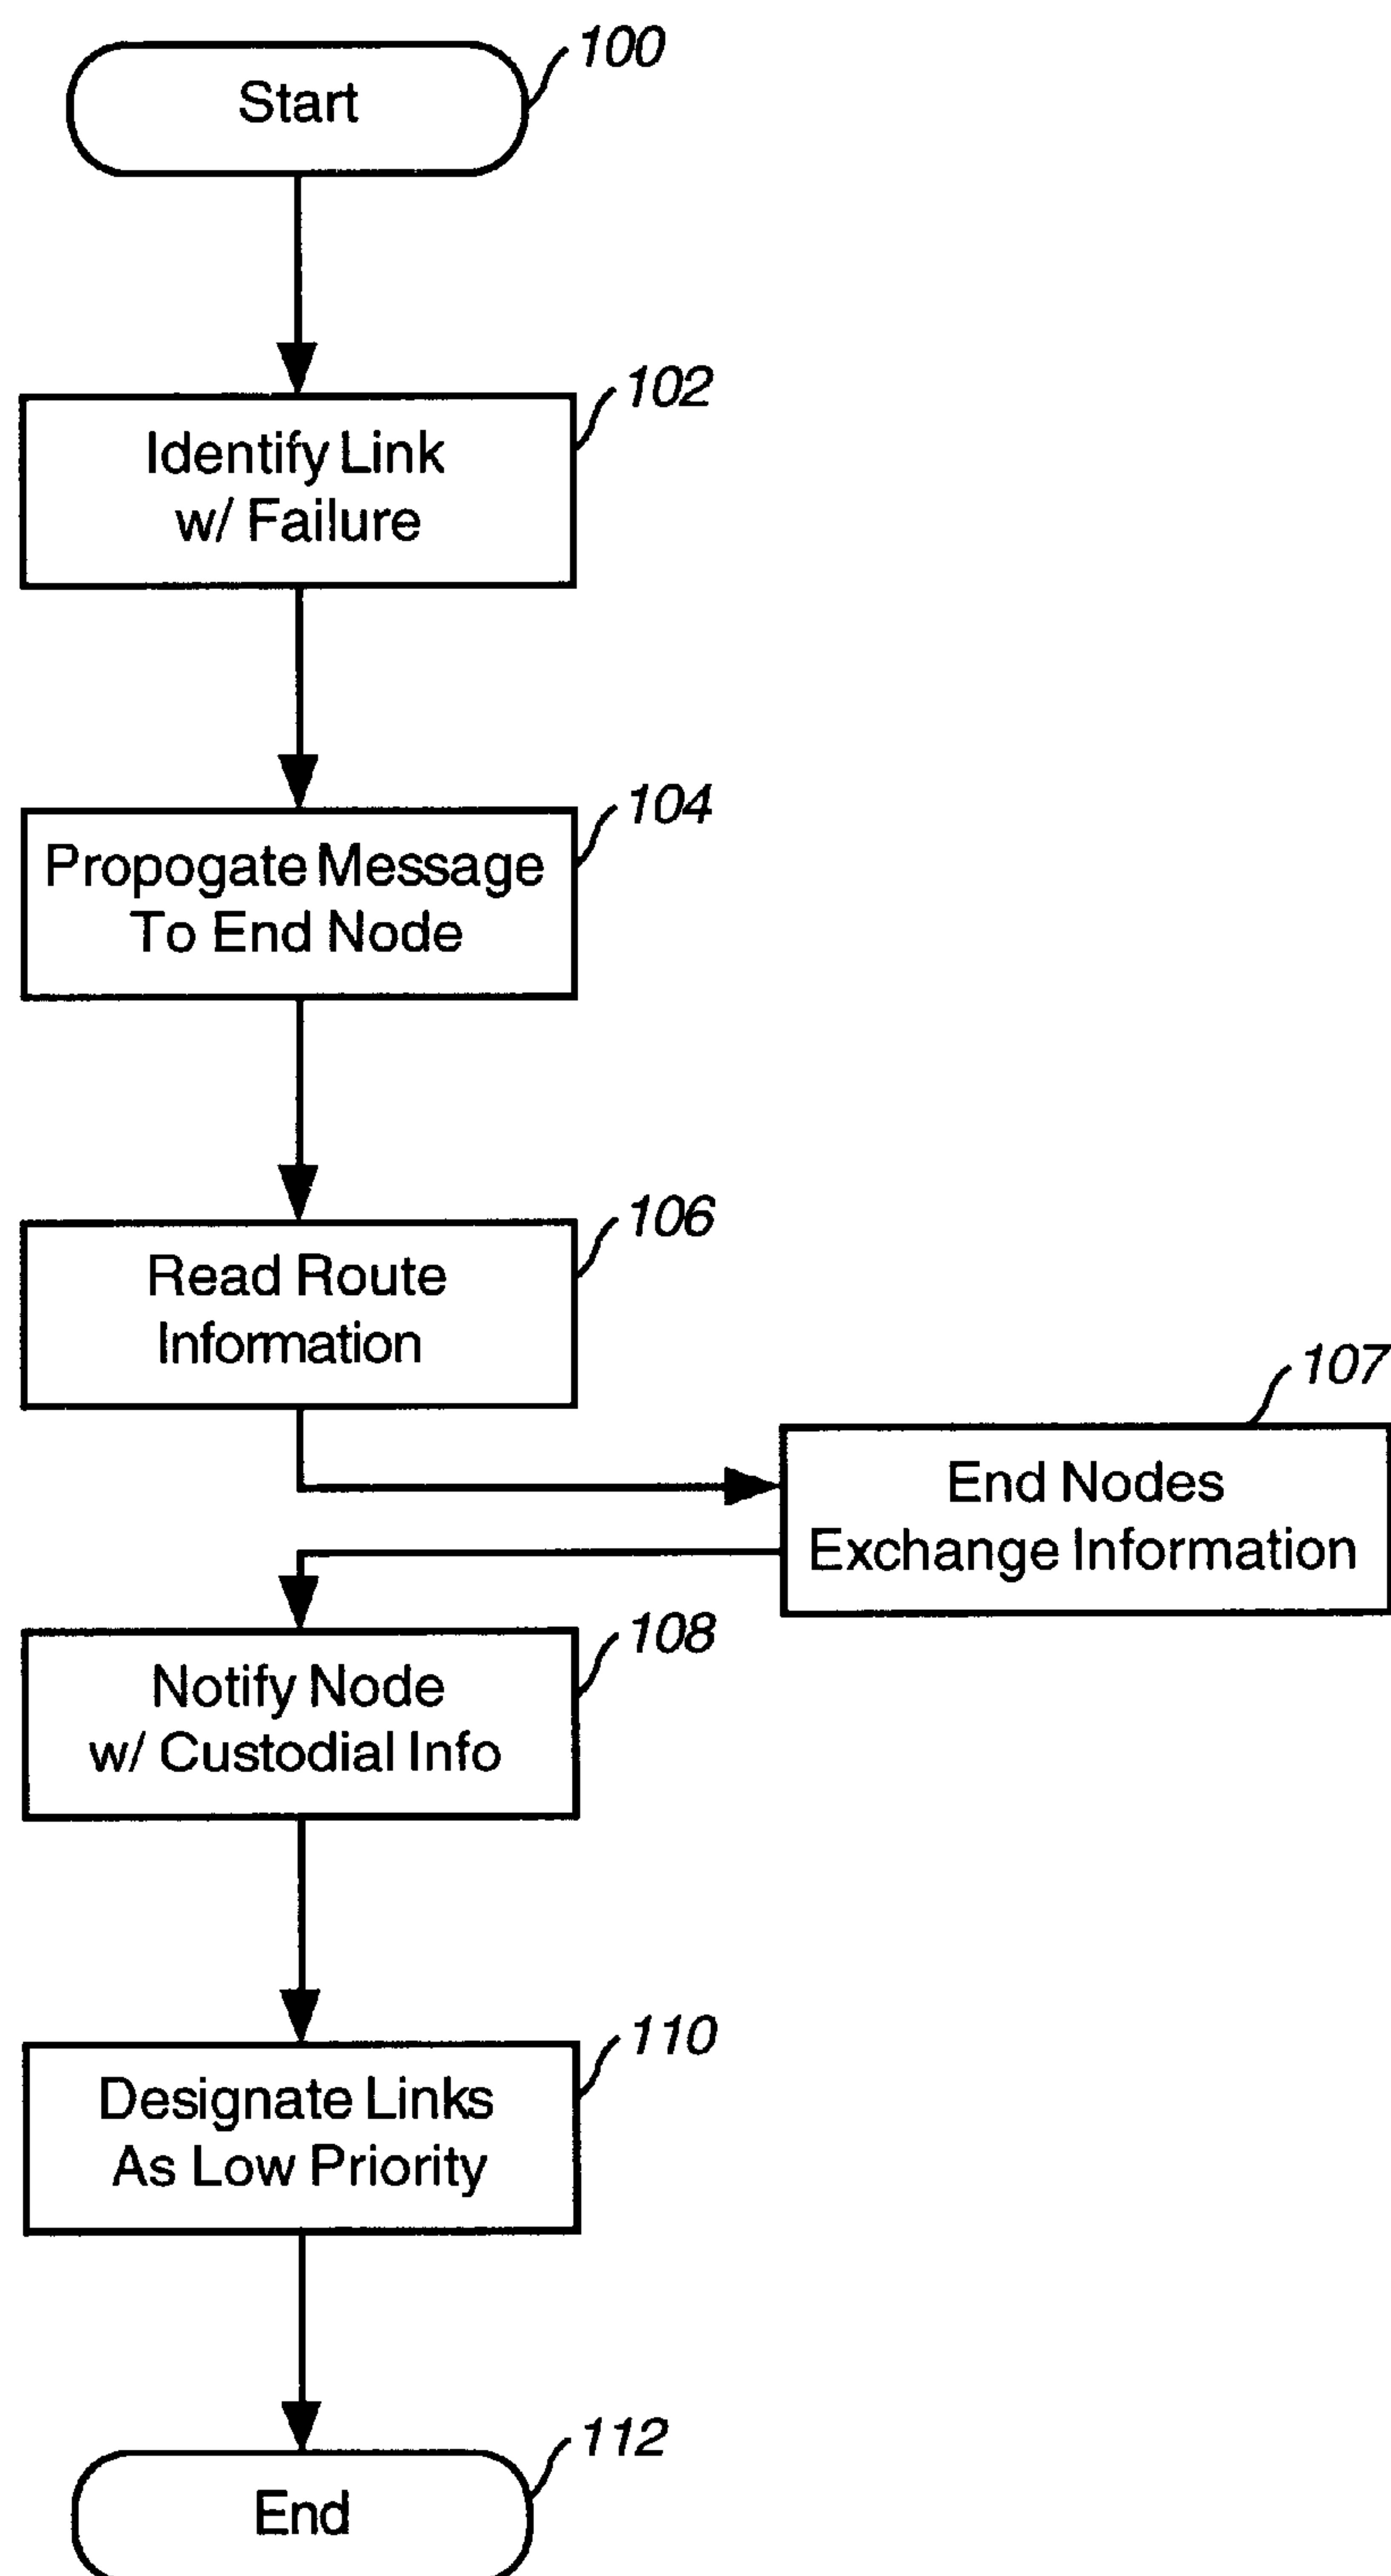 Start
100
Identify Link
w/ Failure
102
Propogate Message
To End Node
104
Read Route
Information
106
End Nodes
Exchange Information
107
Notify Node
w/ Custodial Info
108
Designate Links
As Low Priority
110
End
112